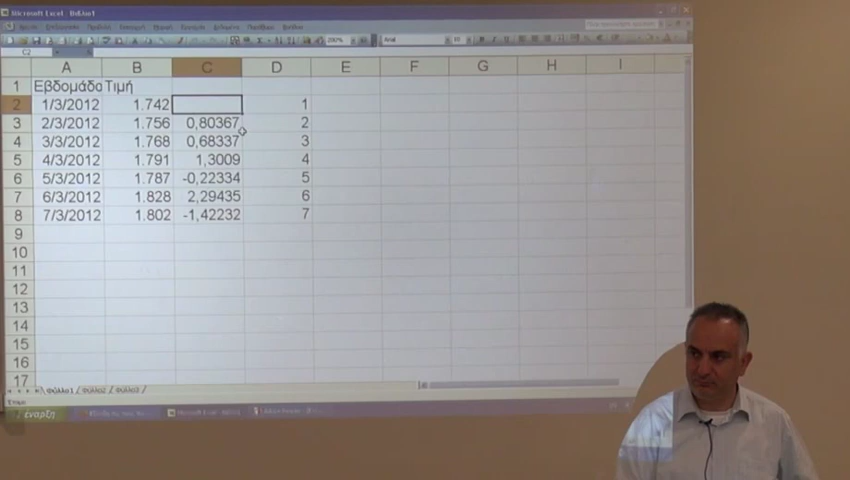 Microsoft Excel - Βιβλίο1
200%
Arial
C2
A B C D E F G H I
1 Εβδομάδα Τιμή
2 1/3/2012 1.742 1
3 2/3/2012 1.756 0,80367 2
4 3/3/2012 1.768 0,68337 3
5 4/3/2012 1.791 1,3009 4
6 5/3/2012 1.787 -0,22334 5
7 6/3/2012 1.828 2,29435 6
8 7/3/2012 1.802 -1,42232 7
9
10
11
12
13
14
15
16
17
Φύλλο1 / Φύλλο2 / Φύλλο3 /
Έτοιμο
έναρξη